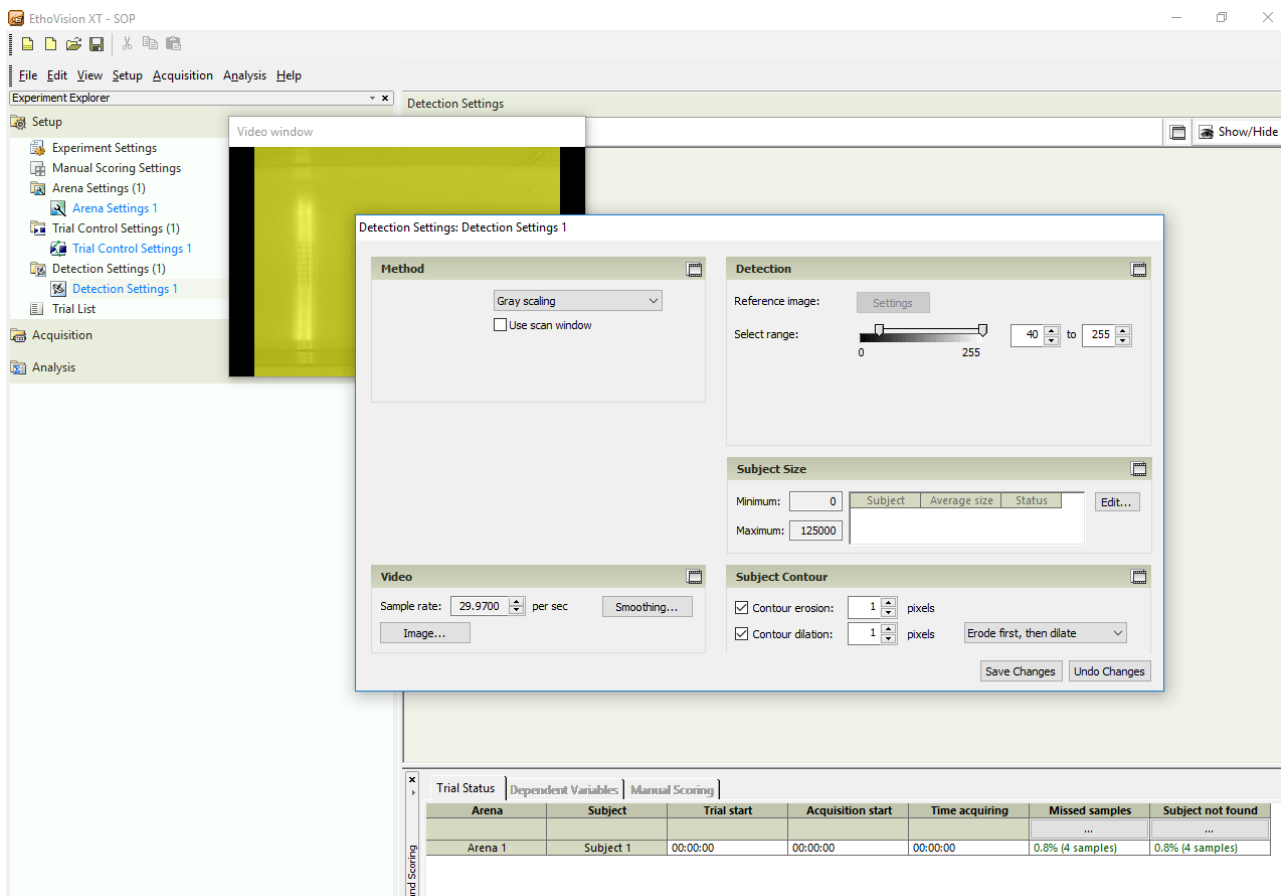 EthoVision XT - SOP
File Edit View Setup Acquisition Analysis Help
Experiment Explorer
Setup
Experiment Settings
Manual Scoring Settings
Arena Settings (1)
Arena Settings 1
Trial Control Settings (1)
Trial Control Settings 1
Detection Settings (1)
Detection Settings 1
Trial List
Acquisition
Analysis
Detection Settings
Show/Hide
Video window
Detection Settings: Detection Settings 1
Method
Gray scaling
Use scan window
Detection
Reference image: Settings
Select range: 40 to 255
0 255
Subject Size
Minimum: 0
Maximum: 125000
Subject Average size Status
Edit...
Video
Sample rate: 29.9700 per sec Smoothing...
Image...
Subject Contour
Contour erosion: 1 pixels
Contour dilation: 1 pixels Erode first, then dilate
Save Changes Undo Changes
Trial Status Dependent Variables Manual Scoring
Arena Subject Trial start Acquisition start Time acquiring Missed samples Subject not found
... ...
Arena 1 Subject 1 00:00:00 00:00:00 00:00:00 0.8% (4 samples) 0.8% (4 samples)
Scoring